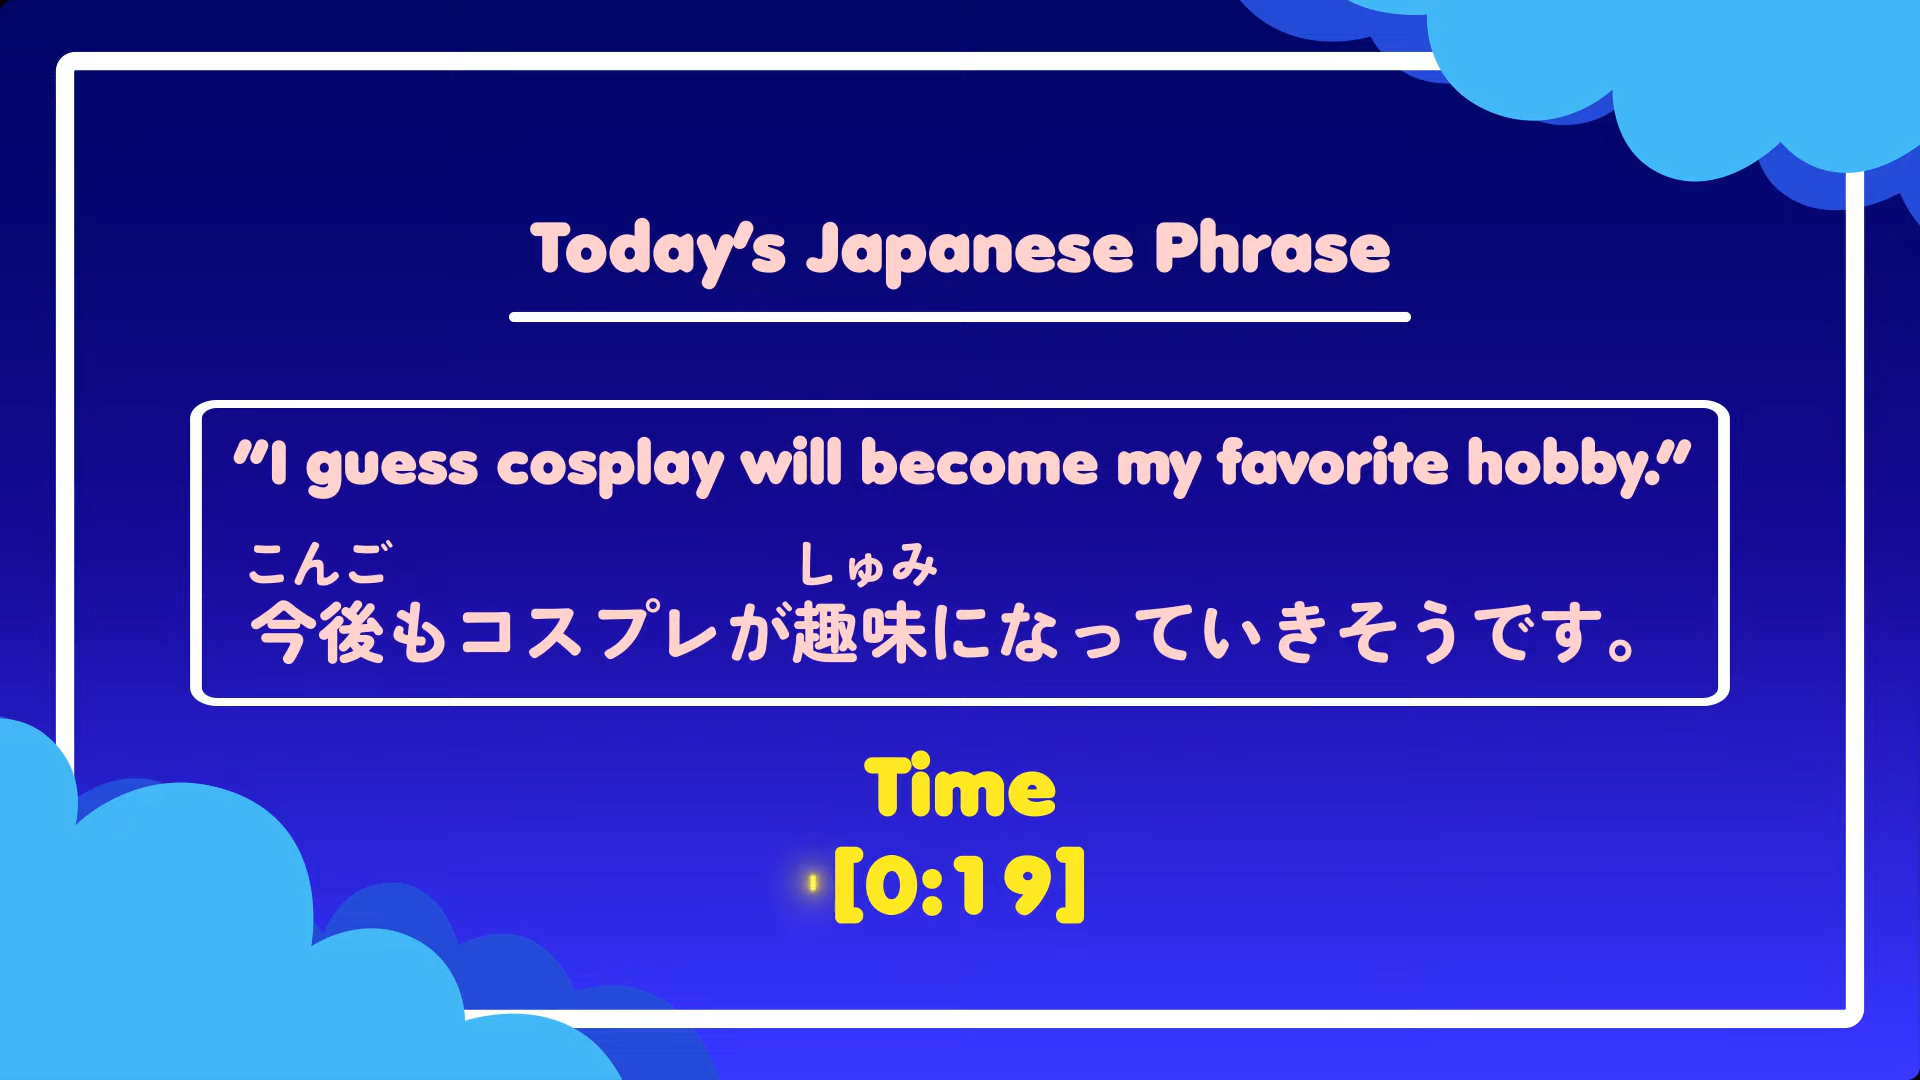 Today's Japanese Phrase
"I guess cosplay will become my favorite hobby."
こんご しゅみ
今後もコスプレが趣味になっていきそうです。
Time
[0:19]